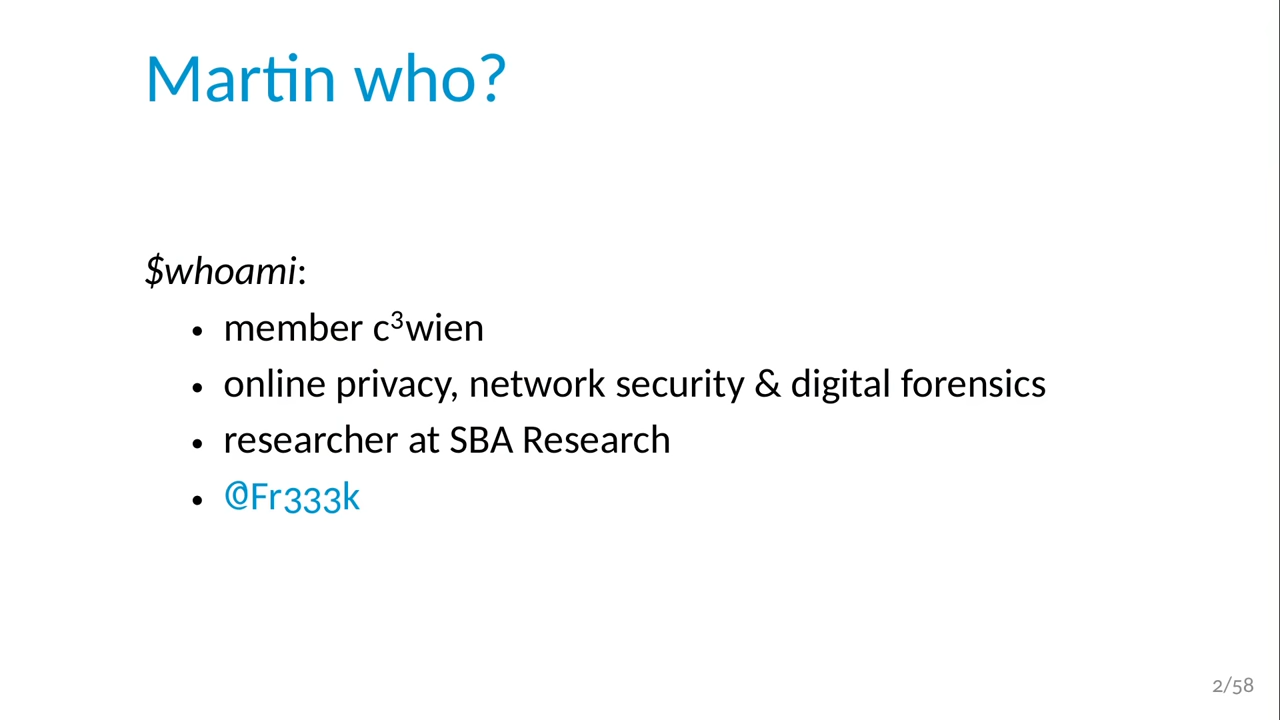 Martin who?
$whoami:
• member c³wien
• online privacy, network security & digital forensics
• researcher at SBA Research
• @Fr333k
2/58